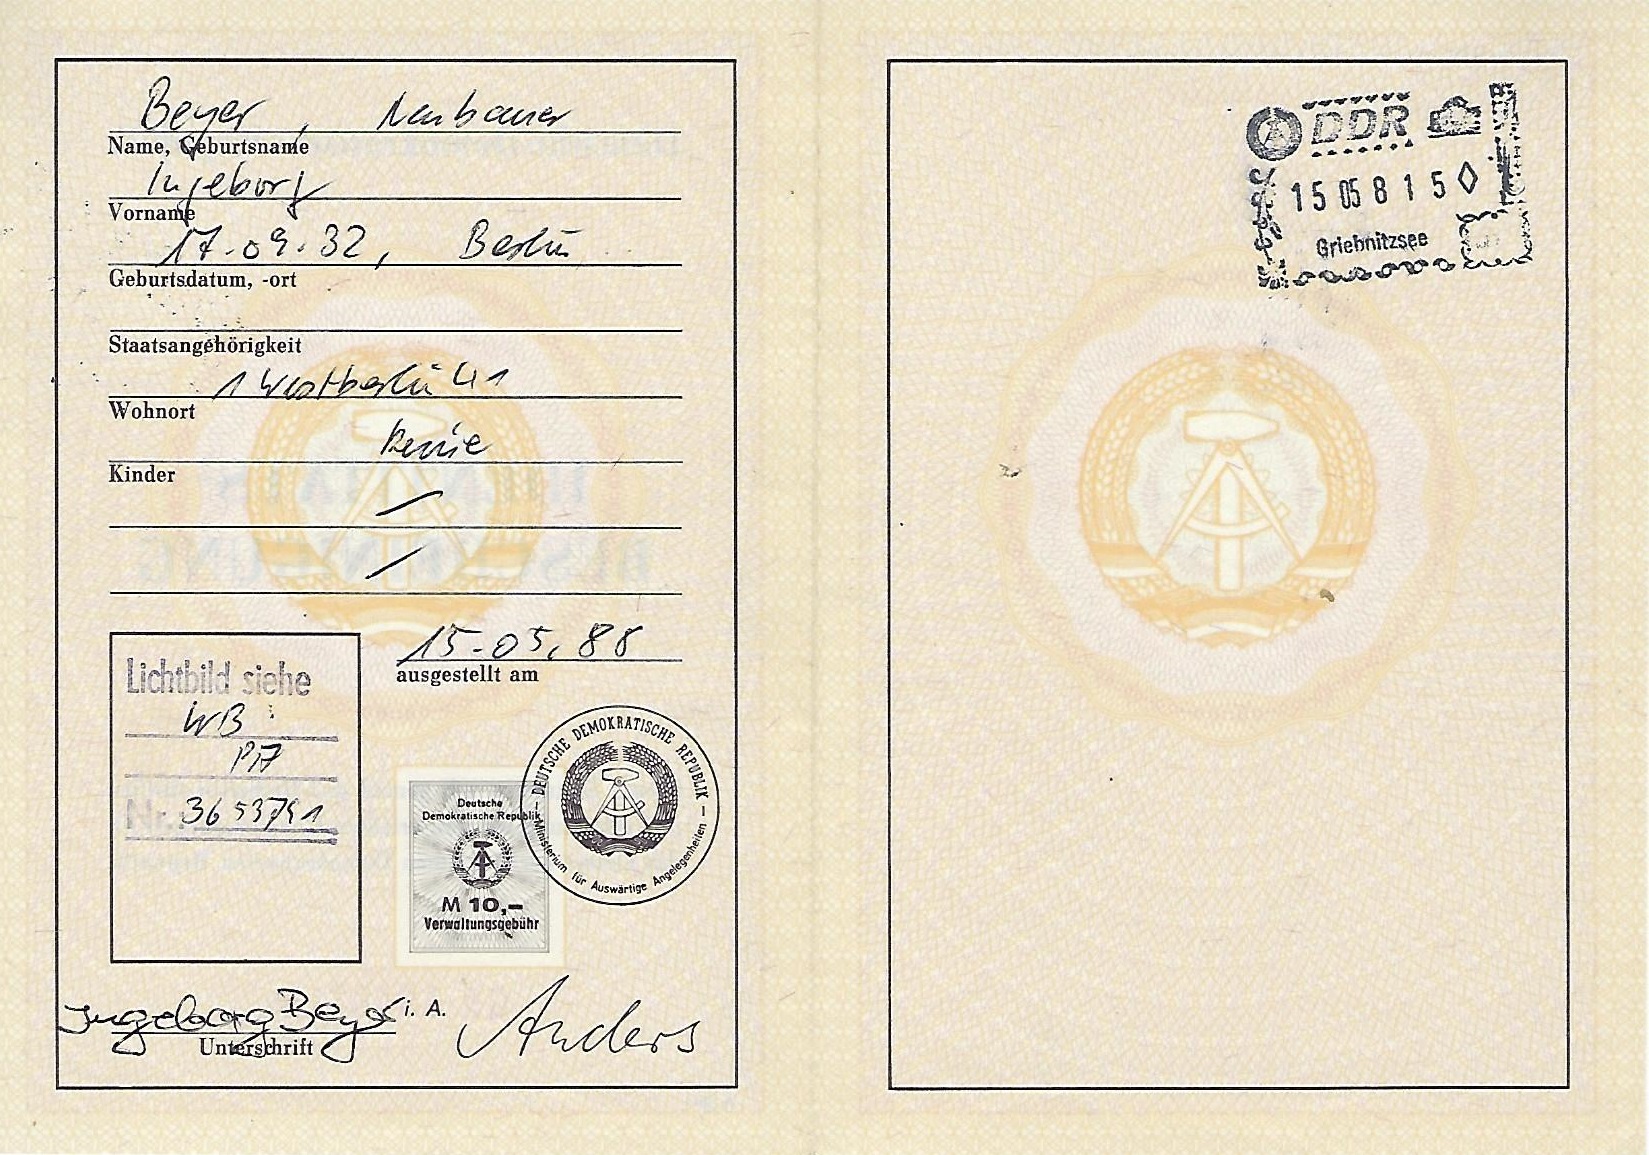 Beyer, Neubauer
Name, Geburtsname
Ingeborg
Vorname
17.09.32, Berlin
Geburtsdatum, -ort
Staatsangehörigkeit
1 Westberlin 41
Wohnort
Keine
Kinder
15.05.88
ausgestellt am
Lichtbild siehe
WB
PA
Nr.: 3653791
Deutsche
Demokratische Republik
M 10,–
Verwaltungsgebühr
– DEUTSCHE DEMOKRATISCHE REPUBLIK –
Ministerium für Auswärtige Angelegenheiten
Ingeborg Beyer i. A. Anders
Unterschrift
DDR
15 05 8 1 5 ◊
Griebnitzsee